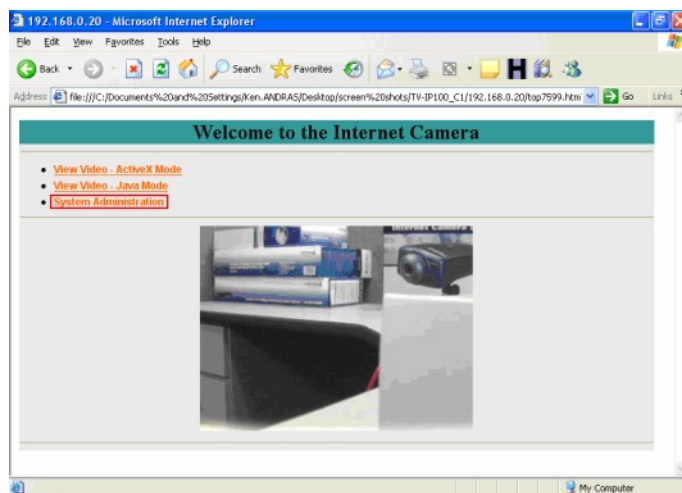 192.168.0.20 - Microsoft Internet Explorer
File Edit View Favorites Tools Help
Back Search Favorites
Address file:///C:/Documents%20and%20Settings/Ken.ANDRAS/Desktop/screen%20shots/TV-IP100_C1/192.168.0.20/top7599.htm Go Links
Welcome to the Internet Camera
View Video - ActiveX Mode
View Video - Java Mode
System Administration
Internet Camera
My Computer